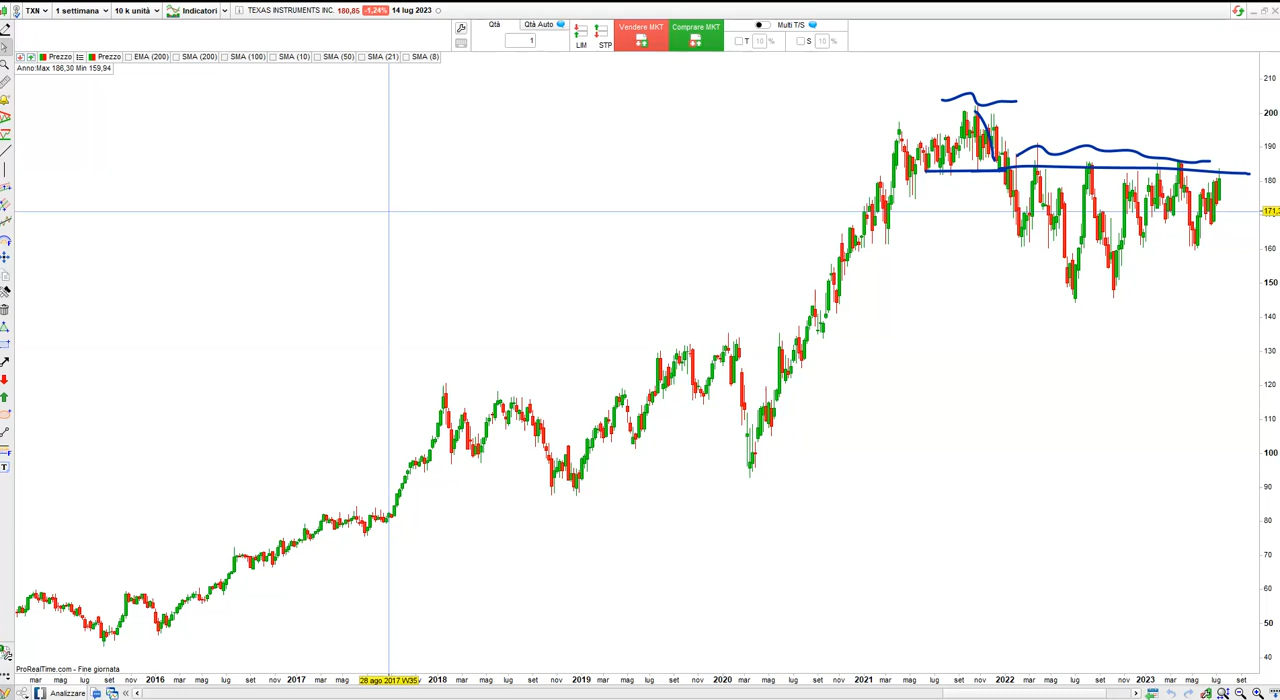 TXN 1 settimana 10 k unità Indicatori TEXAS INSTRUMENTS INC. 180,85 -1,24% 14 lug 2023
Qtà Qtà Auto Vendere MKT Comprare MKT Multi T/S
1 LIM STP T 10 % S 10 %
Prezzo Prezzo EMA (200) SMA (200) SMA (100) SMA (10) SMA (50) SMA (21) SMA (8)
Anno:Max 186,30 Min 159,94
210
200
190
180
171,
160
150
140
130
120
110
100
90
80
70
60
50
40
ProRealTime.com - Fine giornata
mar mag lug set nov 2016 mar mag lug set nov 2017 mar mag 28 ago 2017 W35 2018 mar mag lug set nov 2019 mar mag lug set nov 2020 mar mag lug set nov 2021 mar mag lug set nov 2022 mar mag lug set nov 2023 mar mag lug set
Analizzare